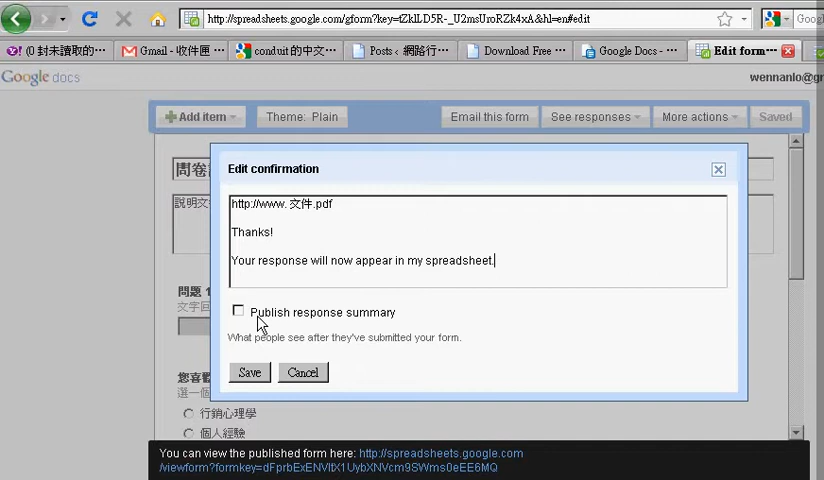 http://spreadsheets.google.com/gform?key=tZklLD5R-_U2msUroRZk4xA&hl=en#edit
Google
(0 封未讀取的...
Gmail - 收件匣 ...
conduit 的中文...
Posts ‹ 網路行...
Download Free ...
Google Docs - ...
Edit form...
Google docs
wennanlo@g
Add item
Theme: Plain
Email this form
See responses
More actions
Saved
問卷
說明文
Edit confirmation
http://www. 文件.pdf
Thanks!
Your response will now appear in my spreadsheet.
問題 1
文字回
Publish response summary
What people see after they've submitted your form.
Save
Cancel
您喜
選一個
行銷心理學
個人經驗
You can view the published form here: http://spreadsheets.google.com
/viewform?formkey=dFprbExENVItX1UybXNVcm9SWms0eEE6MQ